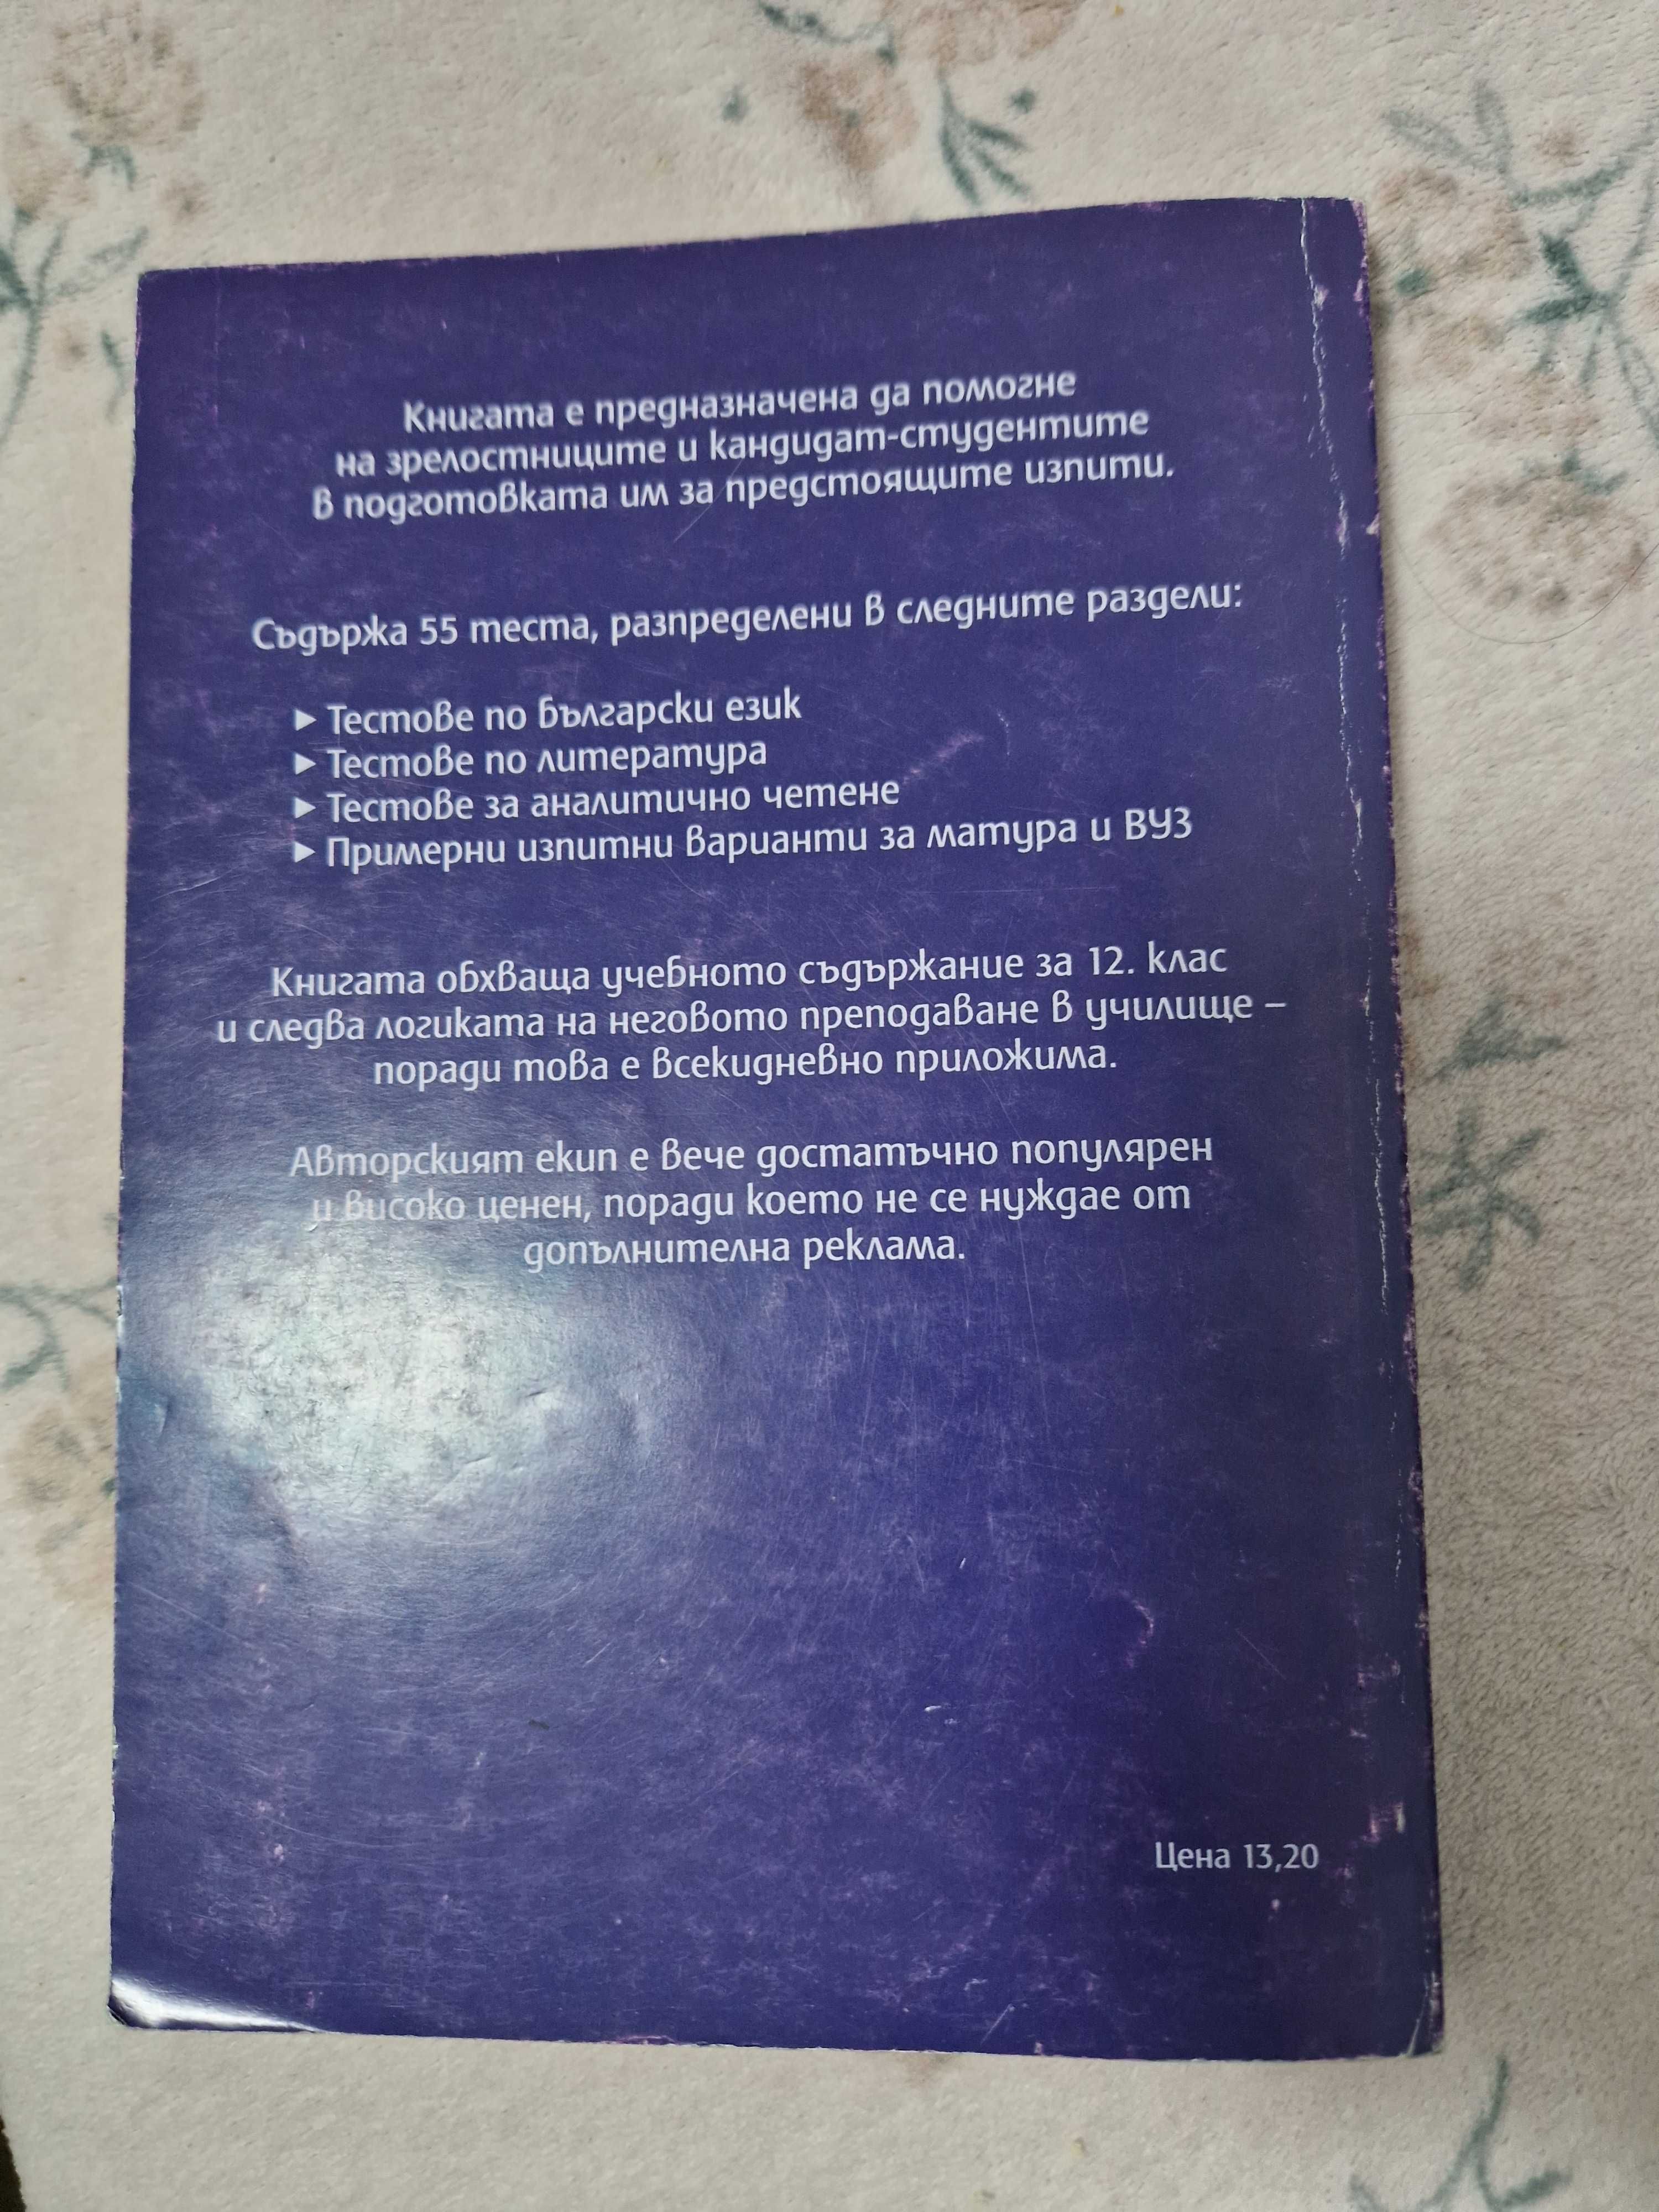 Книгата е предназначена да помогне
на зрелостниците и кандидат-студентите
в подготовката им за предстоящите изпити.
Съдържа 55 теста, разпределени в следните раздели:
▶ Тестове по български език
▶ Тестове по литература
▶ Тестове за аналитично четене
▶ Примерни изпитни варианти за матура и ВУЗ
Книгата обхваща учебното съдържание за 12. клас
и следва логиката на неговото преподаване в училище –
поради това е всекидневно приложима.
Авторският екип е вече достатъчно популярен
и високо ценен, поради което не се нуждае от
допълнителна реклама.
Цена 13,20